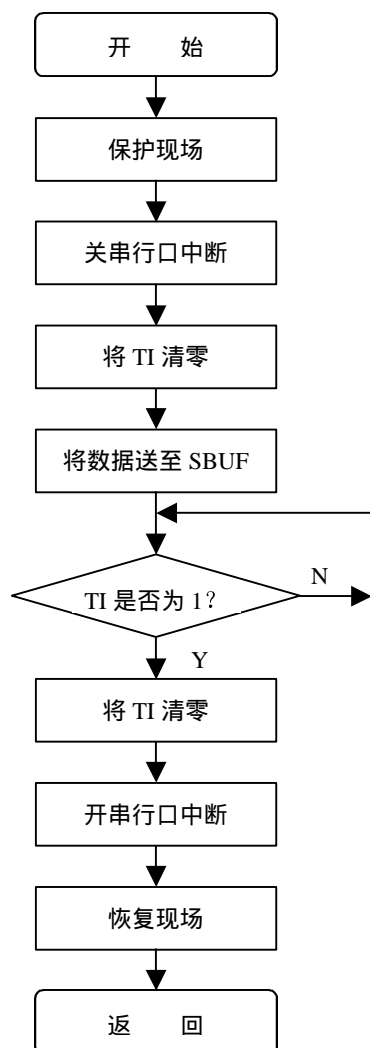 开 始
保护现场
关串行口中断
将 TI 清零
将数据送至 SBUF
TI 是否为 1？
N
Y
将 TI 清零
开串行口中断
恢复现场
返 回